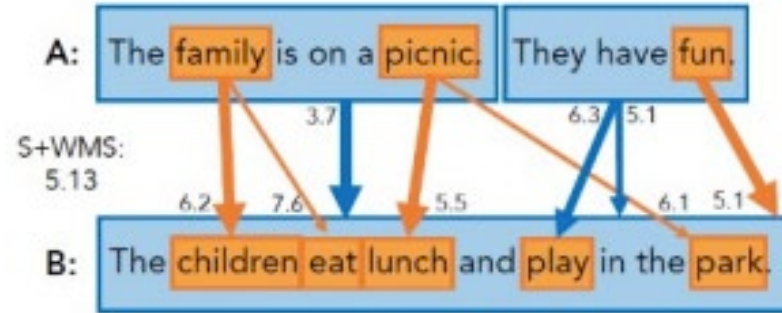 A: The family is on a picnic. They have fun.
3.7 6.3 5.1
S+WMS:
5.13
6.2 7.6 5.5 6.1 5.1
B: The children eat lunch and play in the park.